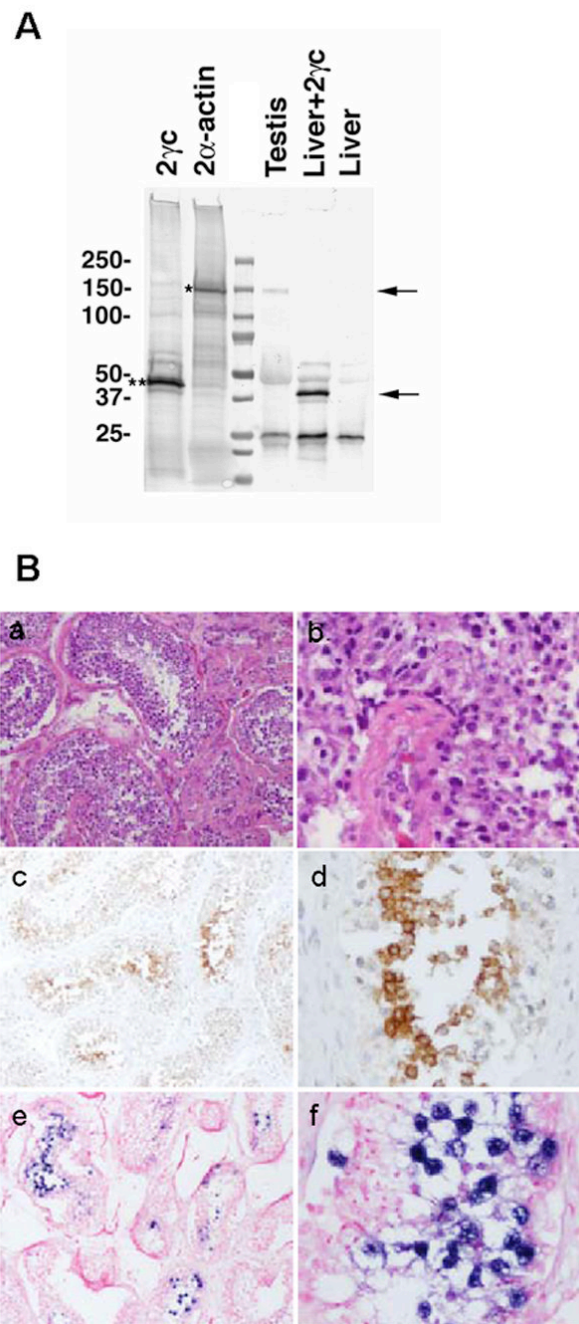 A
2γc
2α-actin
Testis
Liver+2γc
Liver
250-
150-
*
100-
50-
**
37-
25-
B
a
b
c
d
e
f